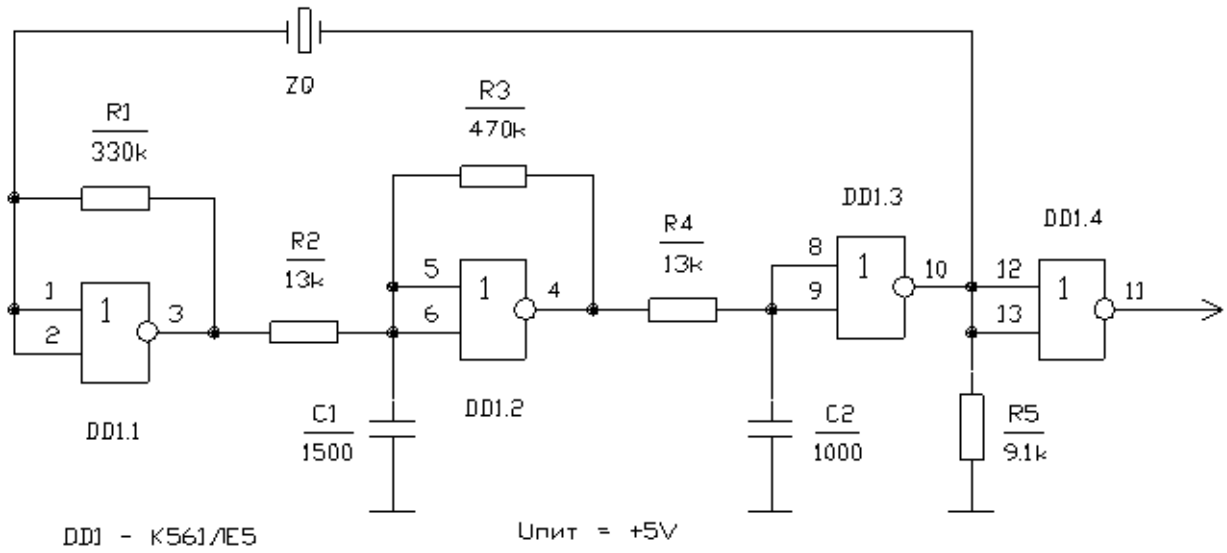 ZQ
R1
330k
R3
470k
DD1.3
DD1.4
R4
13k
R2
13k
8
9
1
10
12
13
1
11
5
6
1
4
1
2
1
3
DD1.1
DD1.2
C1
1500
C2
1000
R5
9.1k
DD1 - К561ЛЕ5
Uпит = +5V